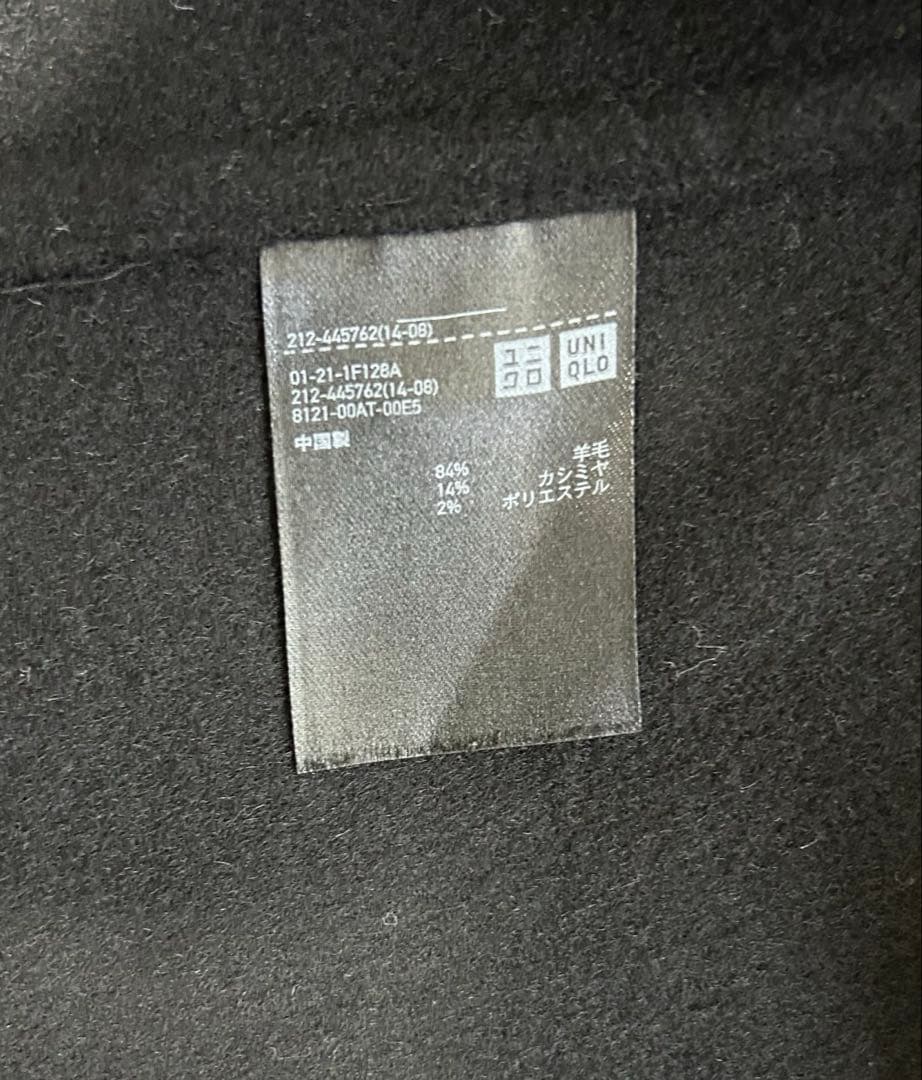 212-445762(14-08)
ユニ
クロ
UNI
QLO
01-21-1F128A
212-445762(14-08)
8121-00AT-00E5
中国製
84% 羊毛
14% カシミヤ
2% ポリエステル